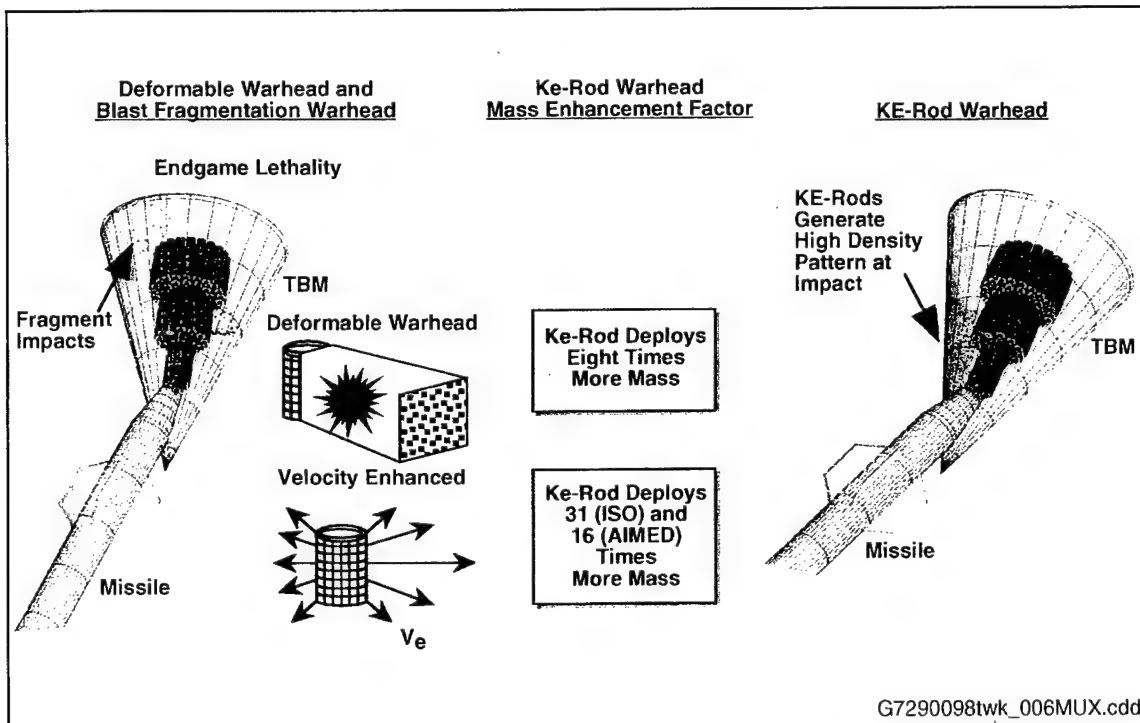 Deformable Warhead and
Blast Fragmentation Warhead
Endgame Lethality
TBM
Fragment
Impacts
Deformable Warhead
Velocity Enhanced
Missile
Ve
Ke-Rod Warhead
Mass Enhancement Factor
Ke-Rod Deploys
Eight Times
More Mass
Ke-Rod Deploys
31 (ISO) and
16 (AIMED)
Times
More Mass
KE-Rod Warhead
KE-Rods
Generate
High Density
Pattern at
Impact
TBM
Missile
G7290098twk_006MUX.cdd